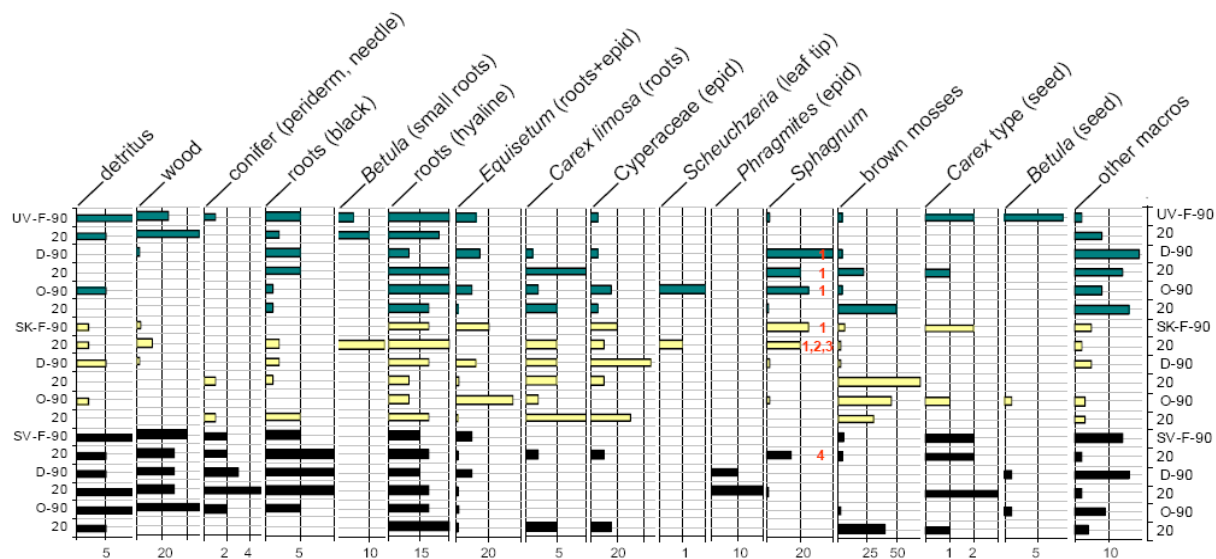 detritus
wood
conifer (periderm, needle)
roots (black)
Betula (small roots)
roots (hyaline)
Equisetum (roots+epid)
Carex limosa (roots)
Cyperaceae (epid)
Scheuchzeria (leaf tip)
Phragmites (epid)
Sphagnum
brown mosses
Carex type (seed)
Betula (seed)
other macros
UV-F-90 UV-F-90
20 20
D-90 1 D-90
20 1 20
O-90 1 O-90
20 20
SK-F-90 1 SK-F-90
20 1,2,3 20
D-90 D-90
20 20
O-90 O-90
20 20
SV-F-90 SV-F-90
20 4 20
D-90 D-90
20 20
O-90 O-90
20 20
5 20 2 4 5 10 15 20 5 20 1 10 20 25 50 1 2 5 10